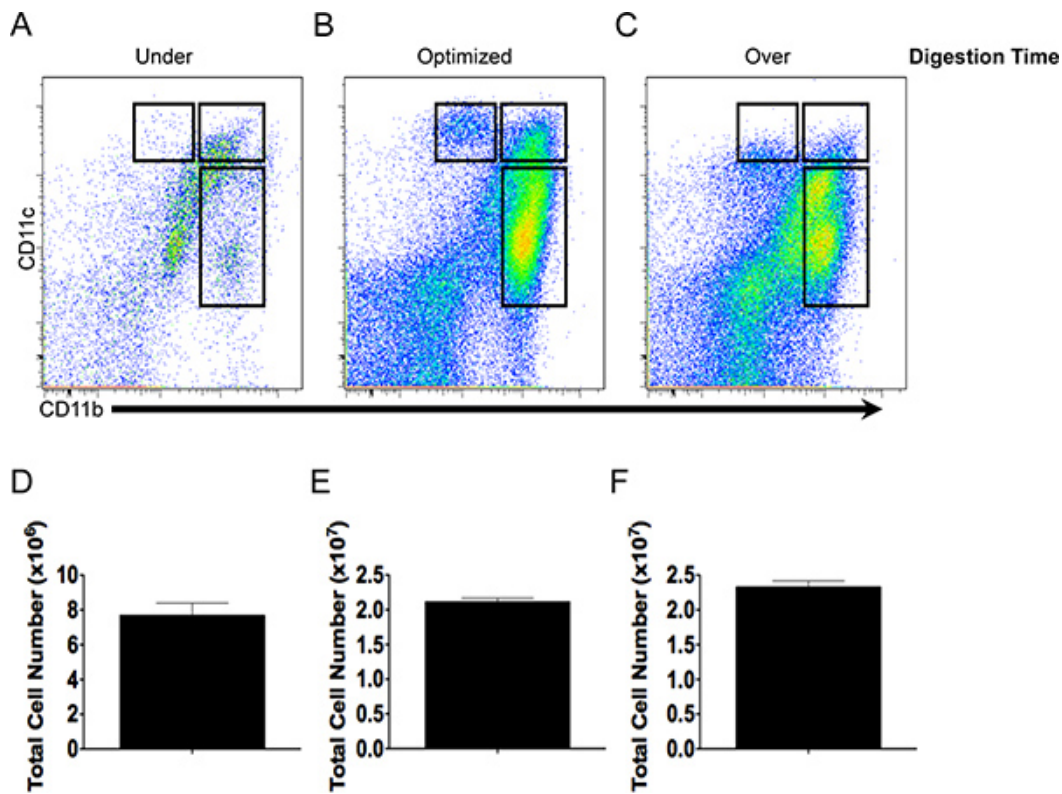 A
B
C
Under
Optimized
Over
Digestion Time
CD11c
CD11b
D
E
F
Total Cell Number (x10⁶)
10
8
6
4
2
0
Total Cell Number (x10⁷)
2.5
2.0
1.5
1.0
0.5
0.0
Total Cell Number (x10⁷)
2.5
2.0
1.5
1.0
0.5
0.0